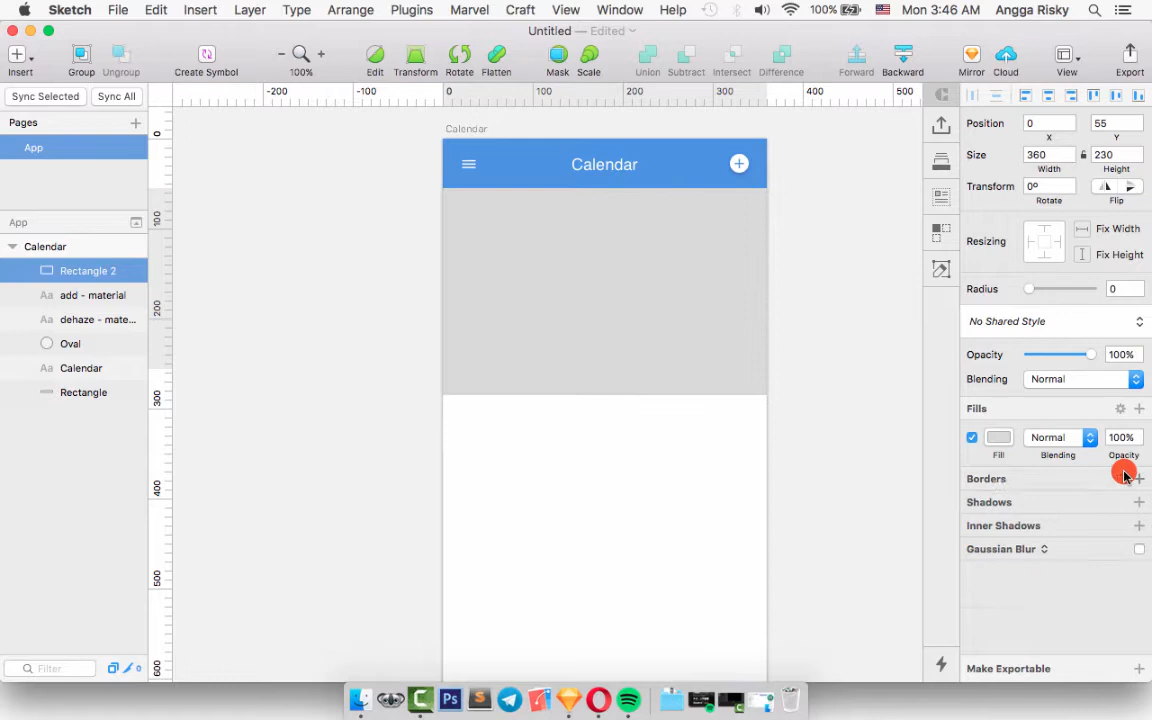 Sketch File Edit Insert Layer Type Arrange Plugins Marvel Craft View Window Help 100% Mon 3:46 AM Angga Risky
Untitled — Edited
Insert Group Ungroup Create Symbol 100% Edit Transform Rotate Flatten Mask Scale Union Subtract Intersect Difference Forward Backward Mirror Cloud View Export
Sync Selected Sync All
-200 -100 0 100 200 300 400 500
Pages
App
App
Calendar
Rectangle 2
add - material
dehaze - mate...
Oval
Calendar
Rectangle
Filter 0
0
100
200
300
400
500
600
Calendar
Calendar
Position 0 55
X Y
Size 360 230
Width Height
Transform 0º
Rotate Flip
Resizing Fix Width
Fix Height
Radius 0
No Shared Style
Opacity 100%
Blending Normal
Fills
Normal 100%
Fill Blending Opacity
Borders
Shadows
Inner Shadows
Gaussian Blur
Make Exportable
Ps
S